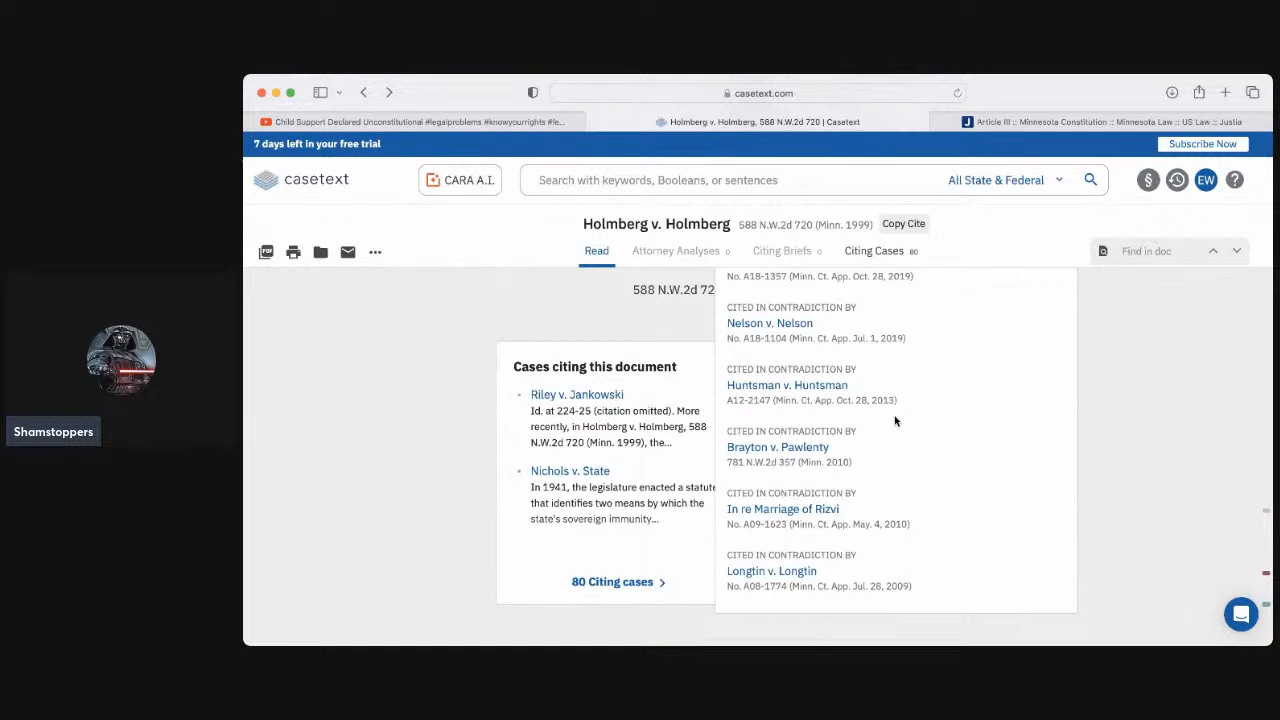 casetext.com
Child Support Declared Unconstitutional #legalproblems #knowyourrights #le...
Holmberg v. Holmberg, 588 N.W.2d 720 | Casetext
Article III :: Minnesota Constitution :: Minnesota Law :: US Law :: Justia
7 days left in your free trial
Subscribe Now
casetext
CARA A.I.
Search with keywords, Booleans, or sentences
All State & Federal
§
EW
?
Holmberg v. Holmberg 588 N.W.2d 720 (Minn. 1999) Copy Cite
Read
Attorney Analyses 0
Citing Briefs 0
Citing Cases 80
PDF
Find in doc
588 N.W.2d 72
No. A18-1357 (Minn. Ct. App. Oct. 28, 2019)
CITED IN CONTRADICTION BY
Nelson v. Nelson
No. A18-1104 (Minn. Ct. App. Jul. 1, 2019)
CITED IN CONTRADICTION BY
Huntsman v. Huntsman
A12-2147 (Minn. Ct. App. Oct. 28, 2013)
CITED IN CONTRADICTION BY
Brayton v. Pawlenty
781 N.W.2d 357 (Minn. 2010)
CITED IN CONTRADICTION BY
In re Marriage of Rizvi
No. A09-1623 (Minn. Ct. App. May. 4, 2010)
CITED IN CONTRADICTION BY
Longtin v. Longtin
No. A08-1774 (Minn. Ct. App. Jul. 28, 2009)
Cases citing this document
Riley v. Jankowski
Id. at 224-25 (citation omitted). More
recently, in Holmberg v. Holmberg, 588
N.W.2d 720 (Minn. 1999), the...
Nichols v. State
In 1941, the legislature enacted a statute
that identifies two means by which the
state's sovereign immunity...
80 Citing cases
Shamstoppers